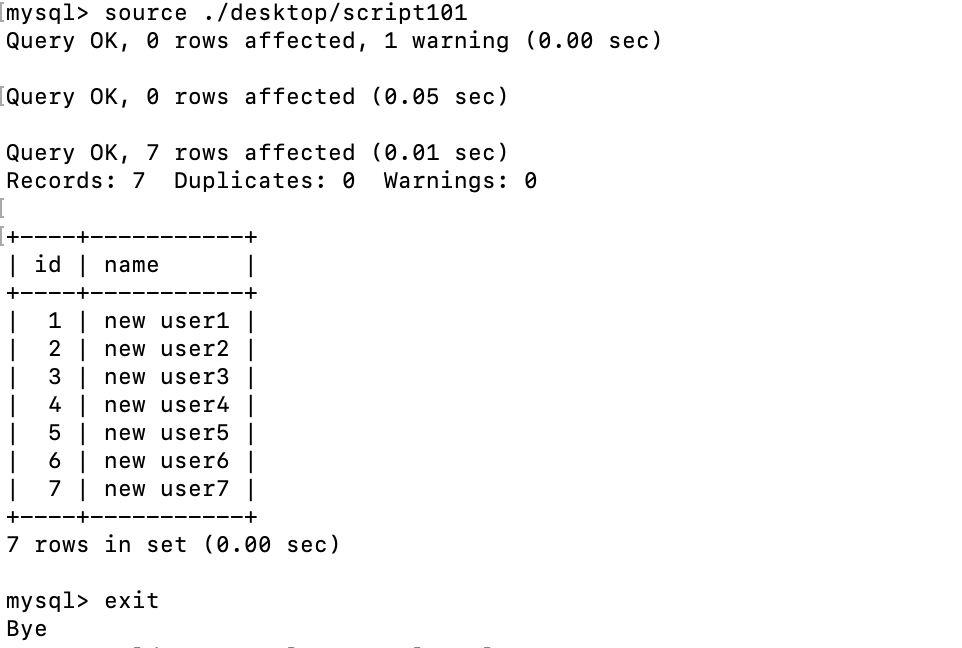 mysql> source ./desktop/script101
Query OK, 0 rows affected, 1 warning (0.00 sec)
Query OK, 0 rows affected (0.05 sec)
Query OK, 7 rows affected (0.01 sec)
Records: 7  Duplicates: 0  Warnings: 0
+----+-----------+
| id | name      |
+----+-----------+
|  1 | new user1 |
|  2 | new user2 |
|  3 | new user3 |
|  4 | new user4 |
|  5 | new user5 |
|  6 | new user6 |
|  7 | new user7 |
+----+-----------+
7 rows in set (0.00 sec)
mysql> exit
Bye